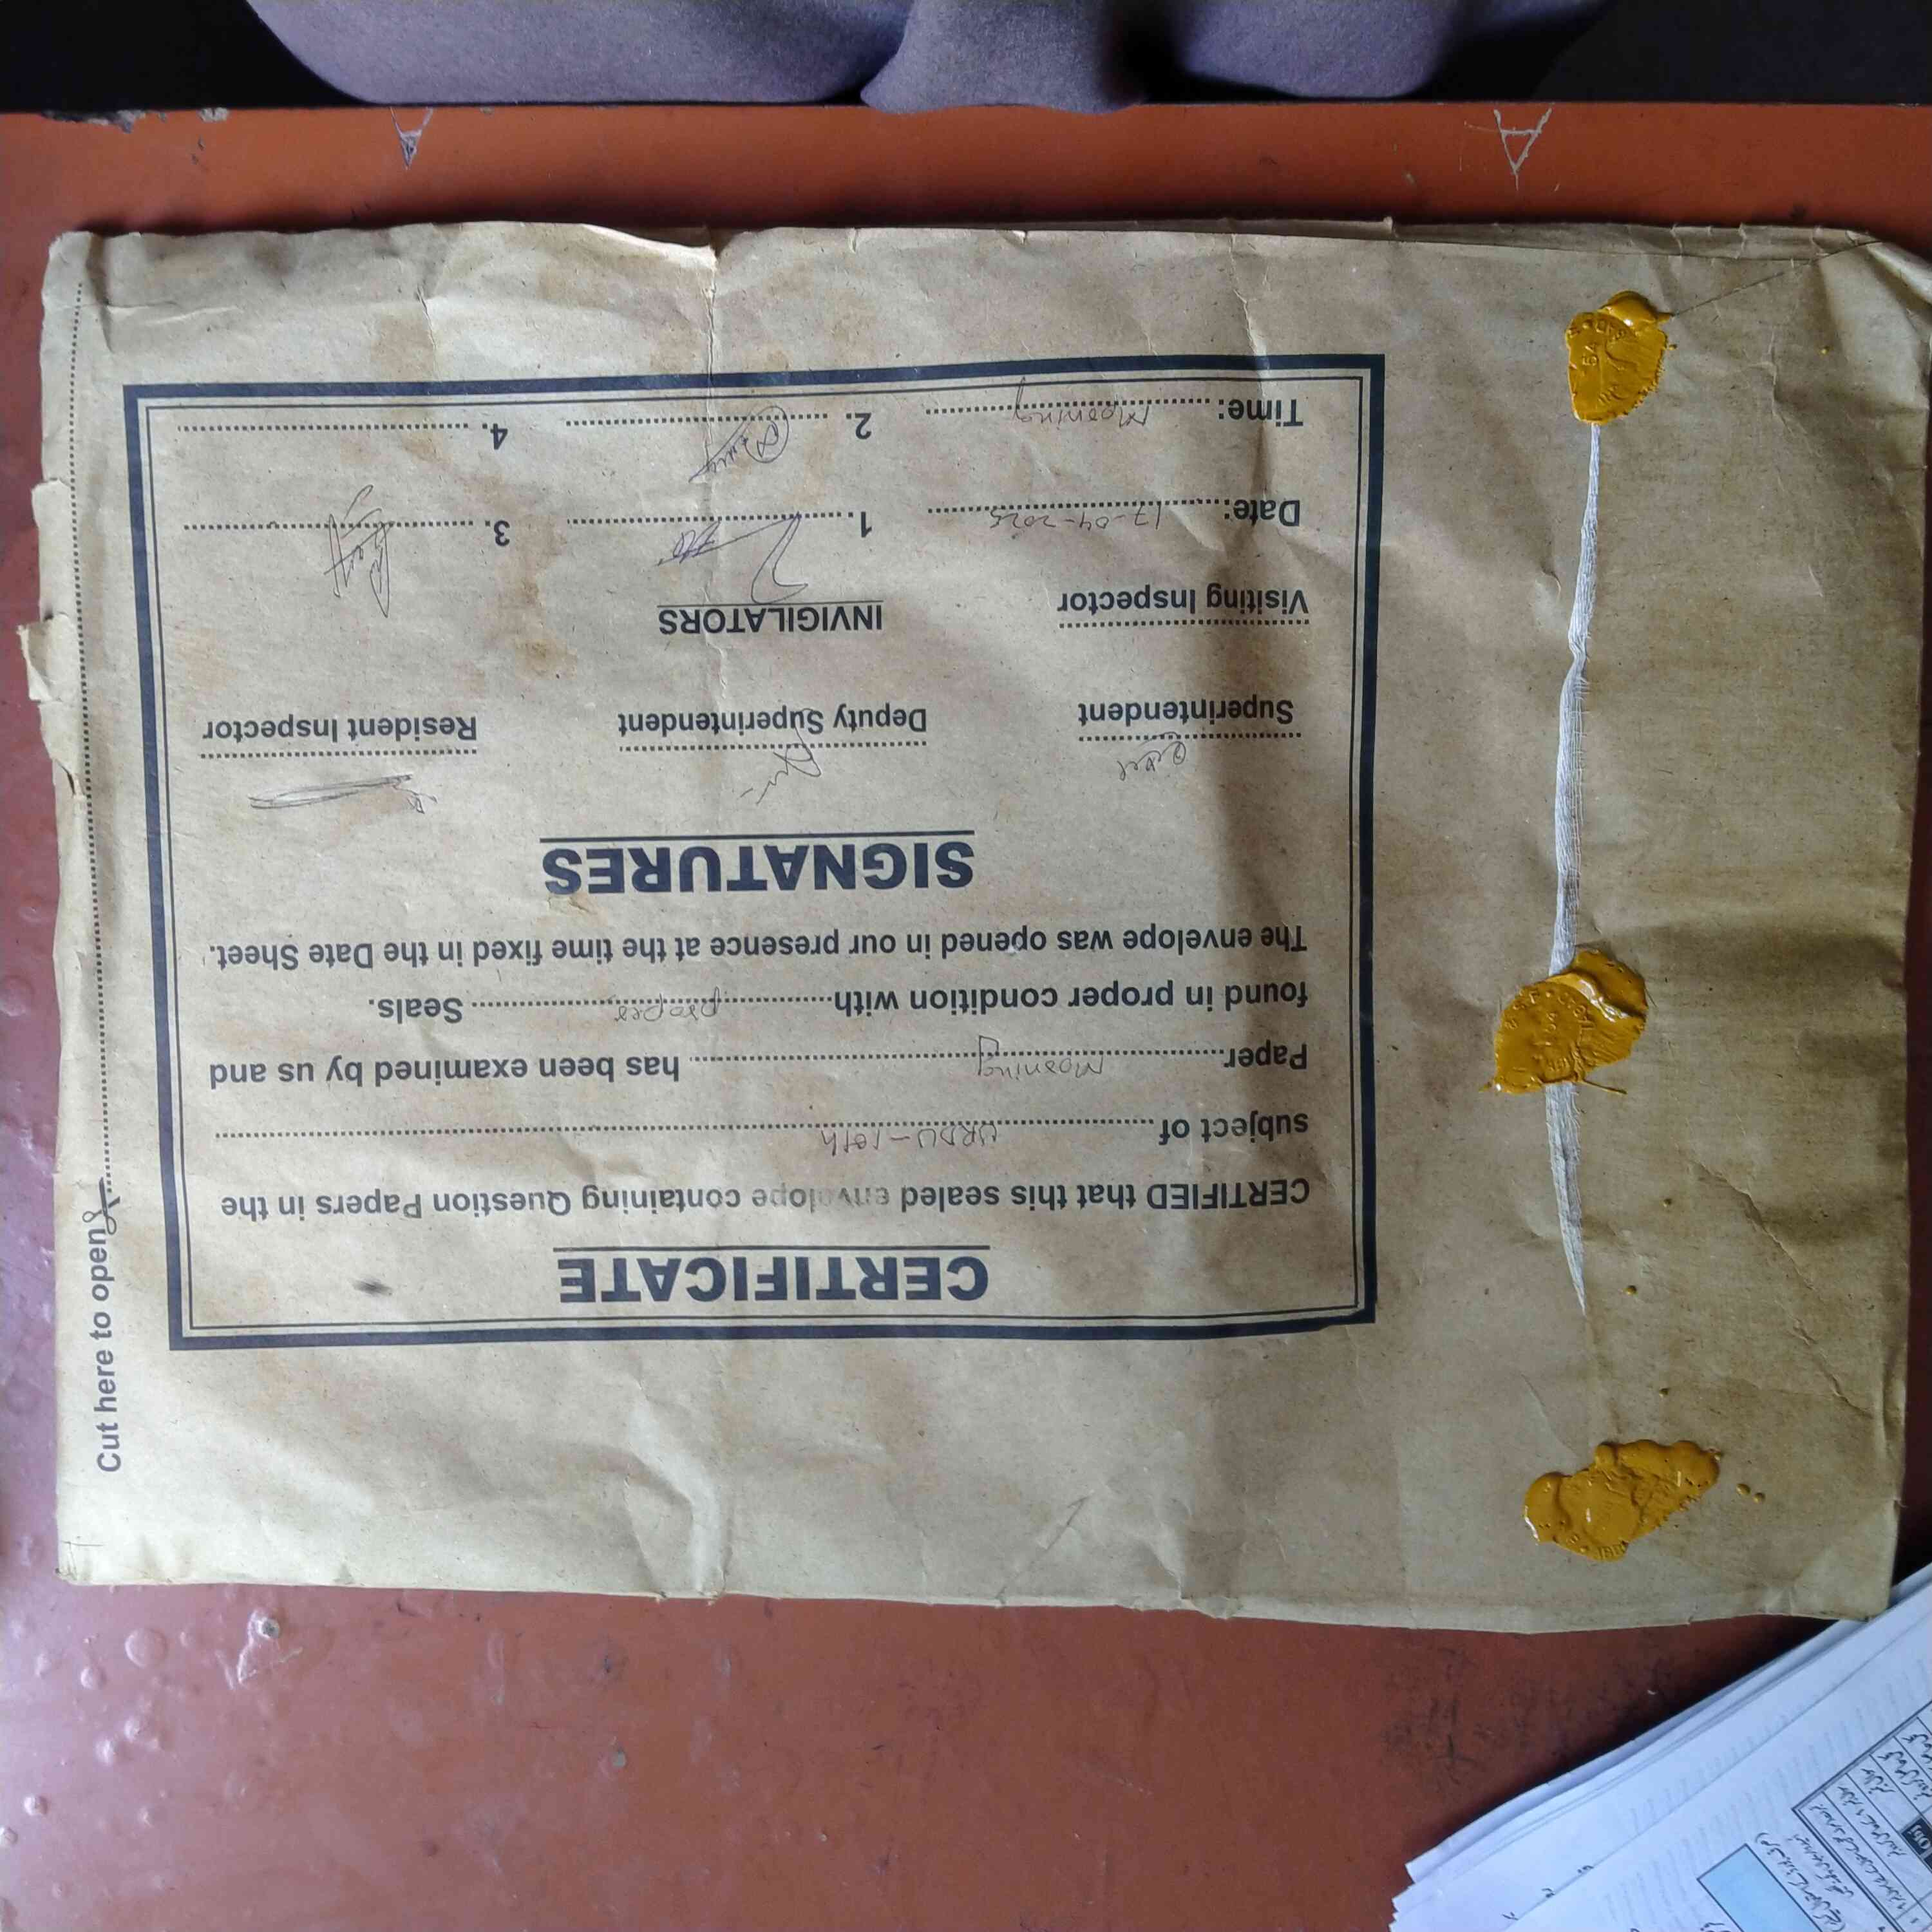 CERTIFICATE
CERTIFIED that this sealed envelope containing Question Papers in the
subject of URDU-10th
Paper Morning has been examined by us and
found in proper condition with proper Seals.
The envelope was opened in our presence at the time fixed in the Date Sheet.
SIGNATURES
Superintendent Deputy Superintendent Resident Inspector
Visiting Inspector INVIGILATORS
Date: 17-04-2025 1. 3.
Time: Morning 2. 4.
Cut here to open